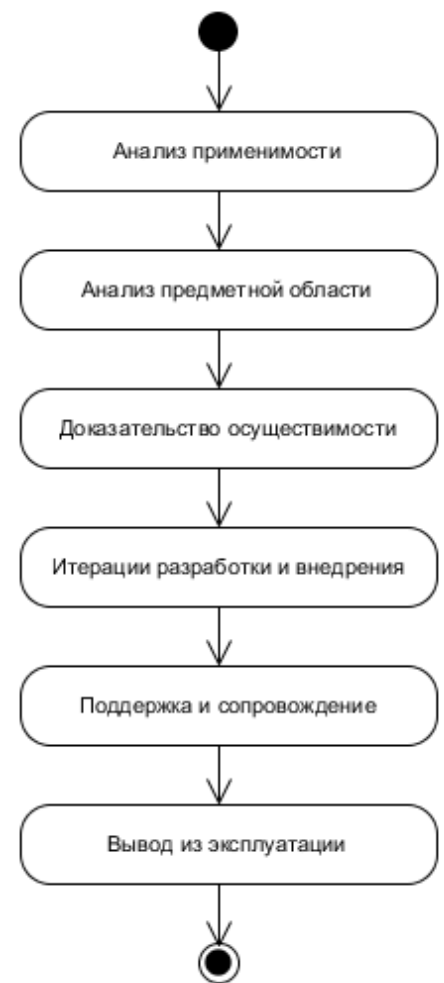 Анализ применимости
Анализ предметной области
Доказательство осуществимости
Итерации разработки и внедрения
Поддержка и сопровождение
Вывод из эксплуатации